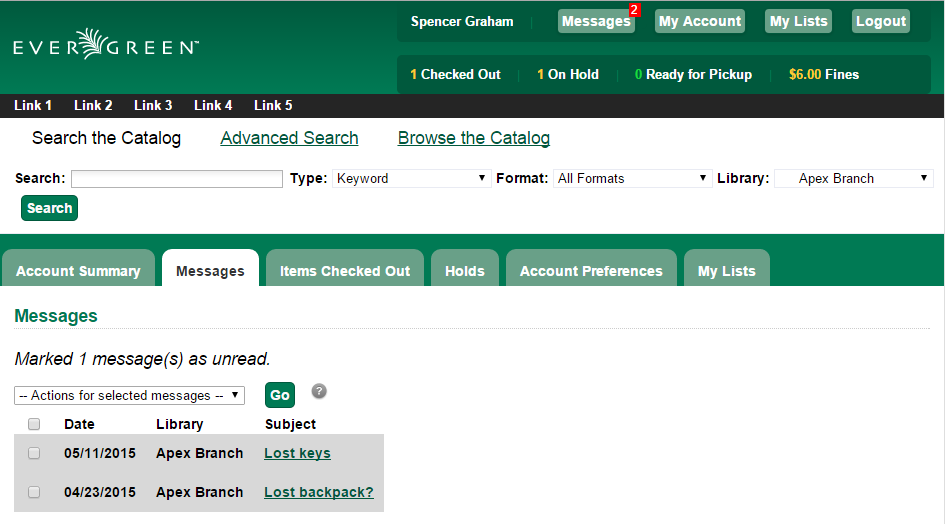 EVERGREEN™
Spencer Graham Messages 2 My Account My Lists Logout
1 Checked Out 1 On Hold 0 Ready for Pickup $6.00 Fines
Link 1 Link 2 Link 3 Link 4 Link 5
Search the Catalog Advanced Search Browse the Catalog
Search: Type: Keyword Format: All Formats Library: Apex Branch
Search
Account Summary Messages Items Checked Out Holds Account Preferences My Lists
Messages
Marked 1 message(s) as unread.
-- Actions for selected messages -- Go ?
Date Library Subject
05/11/2015 Apex Branch Lost keys
04/23/2015 Apex Branch Lost backpack?